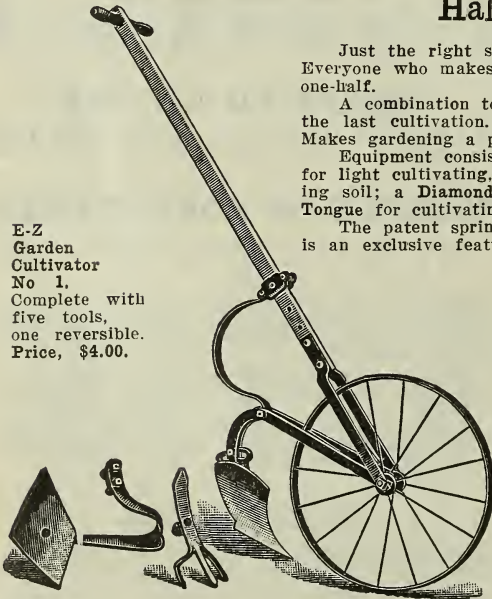 Han
Just the right s
Everyone who makes
one-half.
A combination to
the last cultivation.
Makes gardening a p
Equipment consis
for light cultivating,
ing soil; a Diamond
Tongue for cultivatin
The patent sprin
is an exclusive feat
E-Z
Garden
Cultivator
No 1.
Complete with
five tools,
one reversible.
Price, $4.00.